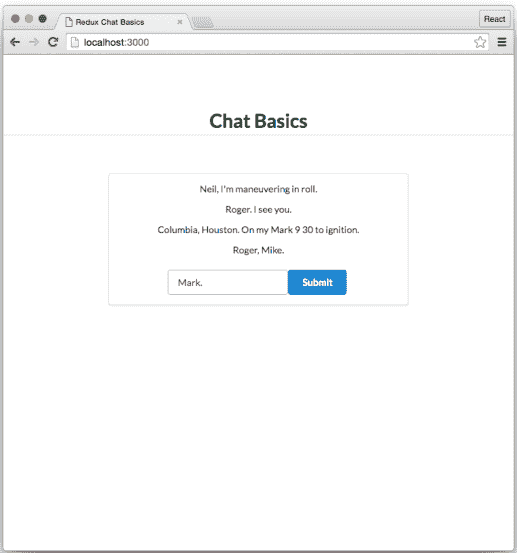 Redux Chat Basics
React
localhost:3000
Chat Basics
Neil, I'm maneuvering in roll.
Roger. I see you.
Columbia, Houston. On my Mark 9 30 to ignition.
Roger, Mike.
Mark.
Submit